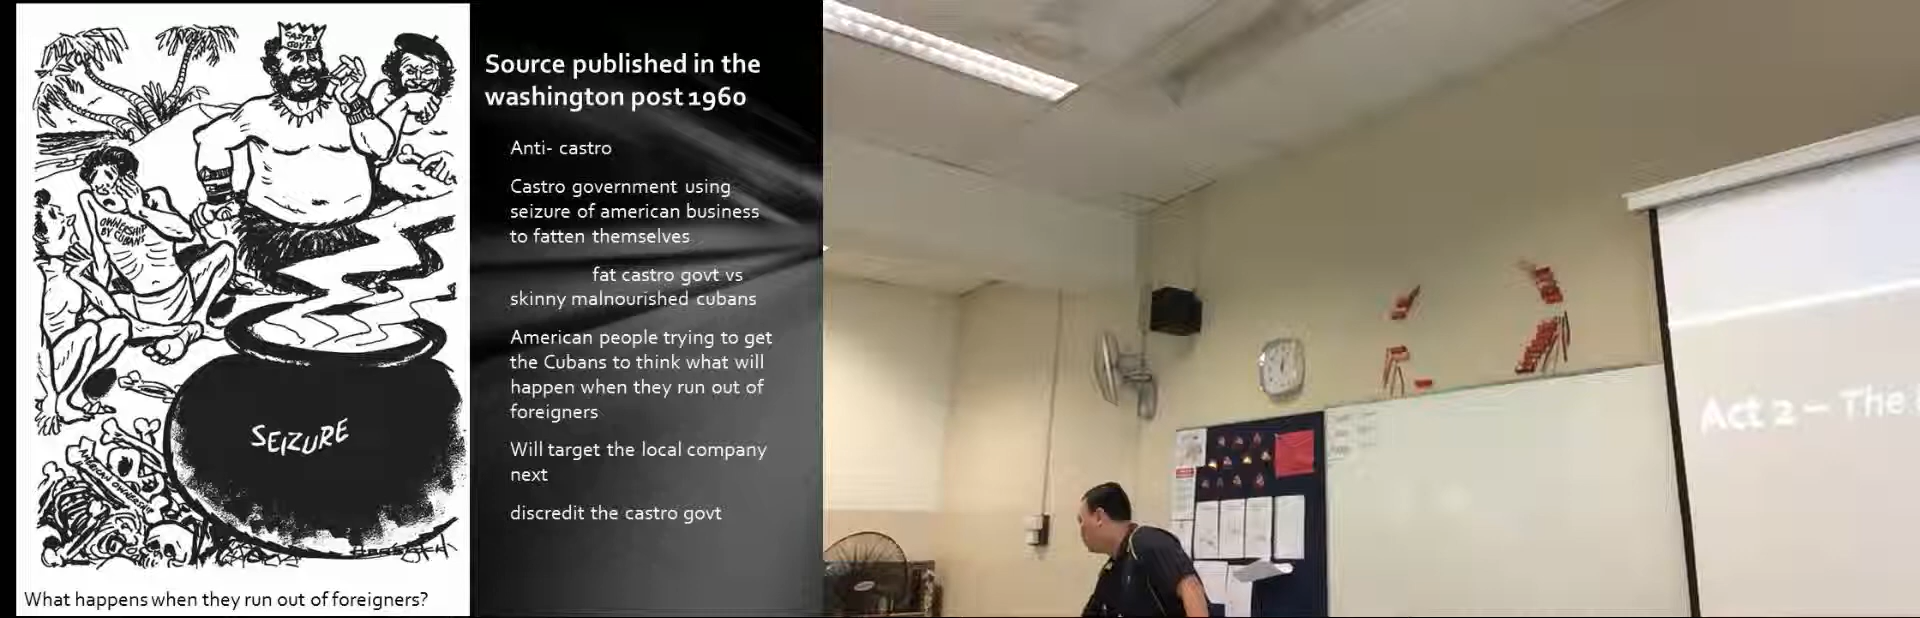 CASTRO
GOVT.
OWNERSHIP
BY CUBANS
SEIZURE
What happens when they run out of foreigners?
Source published in the
washington post 1960
Anti- castro
Castro government using
seizure of american business
to fatten themselves
fat castro govt vs
skinny malnourished cubans
American people trying to get
the Cubans to think what will
happen when they run out of
foreigners
Will target the local company
next
discredit the castro govt
Act 2 – The